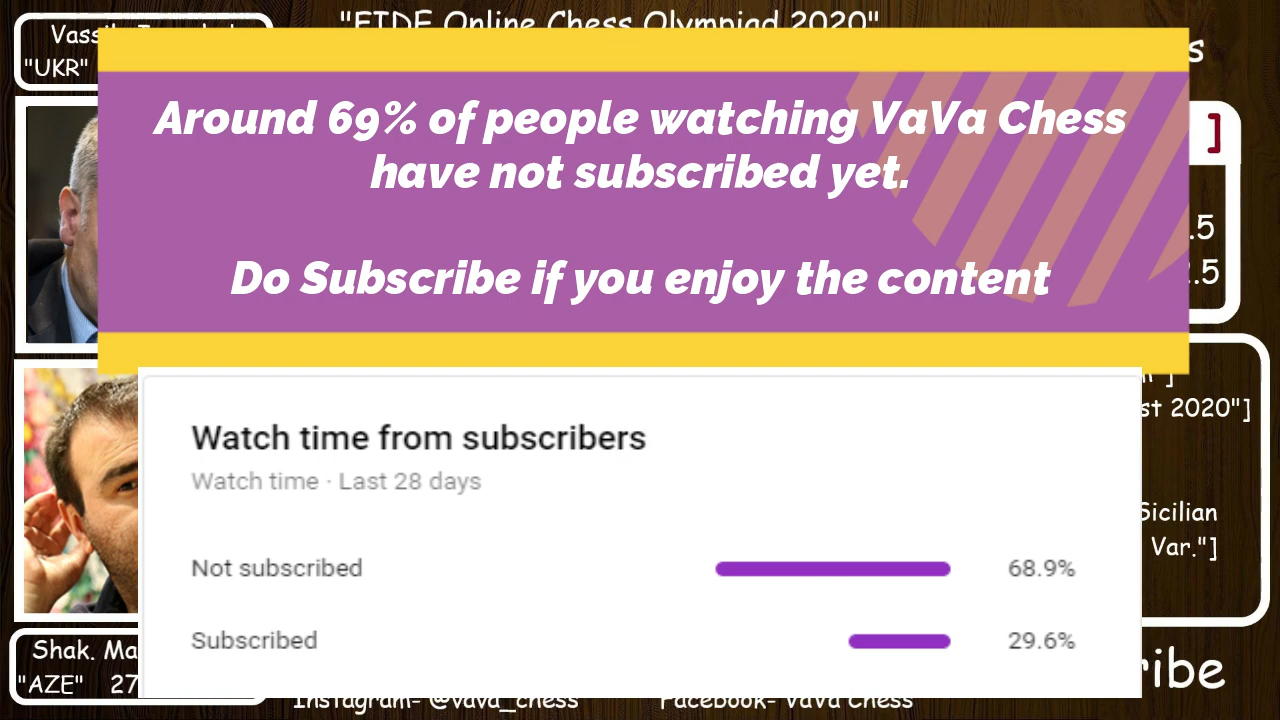 "FIDE Online Chess Olympiad 2020"
"UKR"
]
.5
.5
Around 69% of people watching VaVa Chess
have not subscribed yet.
Do Subscribe if you enjoy the content
2020"]
Watch time from subscribers
Watch time · Last 28 days
Sicilian
Var."]
Not subscribed 68.9%
Subscribed 29.6%
Shak.
"AZE" 27
Instagram- @vava_chess Facebook- VaVa Chess